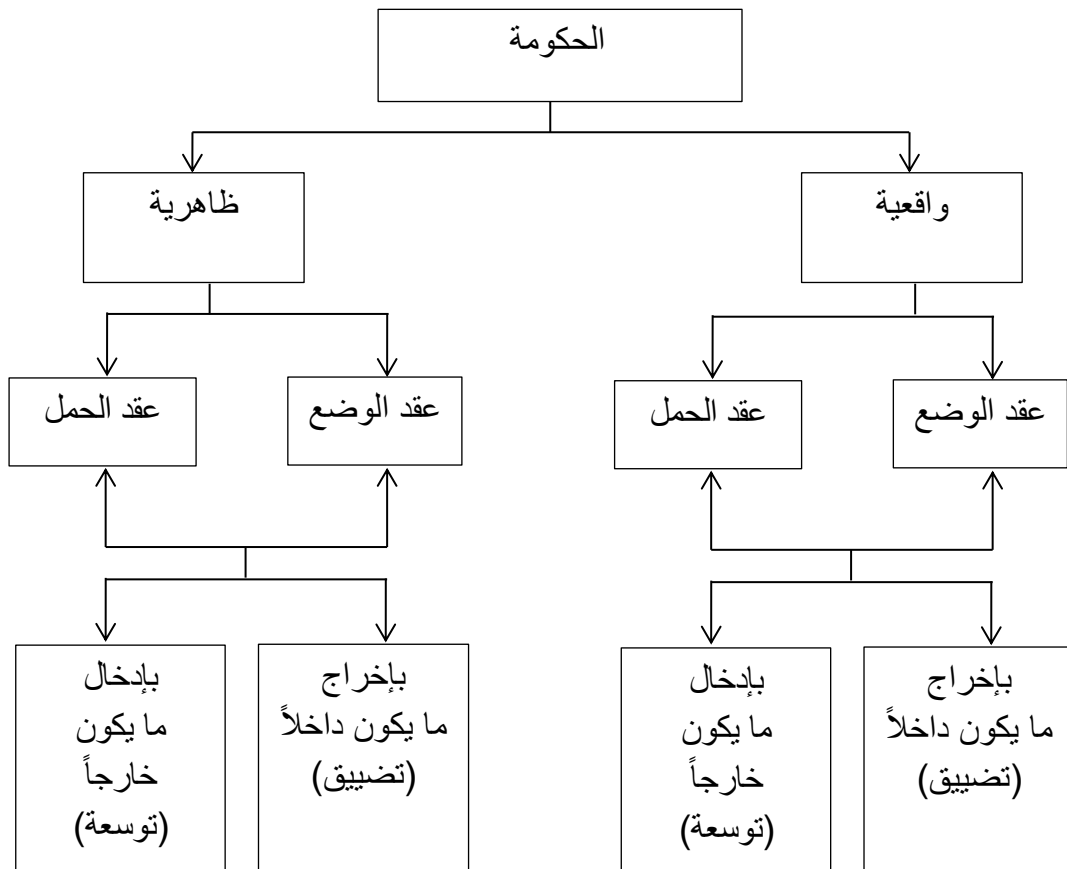 الحكومة
واقعية
ظاهرية
عقد الوضع
عقد الحمل
عقد الوضع
عقد الحمل
بإخراج
ما يكون داخلاً
(تضييق)
بإدخال
ما يكون
خارجاً
(توسعة)
بإخراج
ما يكون داخلاً
(تضييق)
بإدخال
ما يكون
خارجاً
(توسعة)